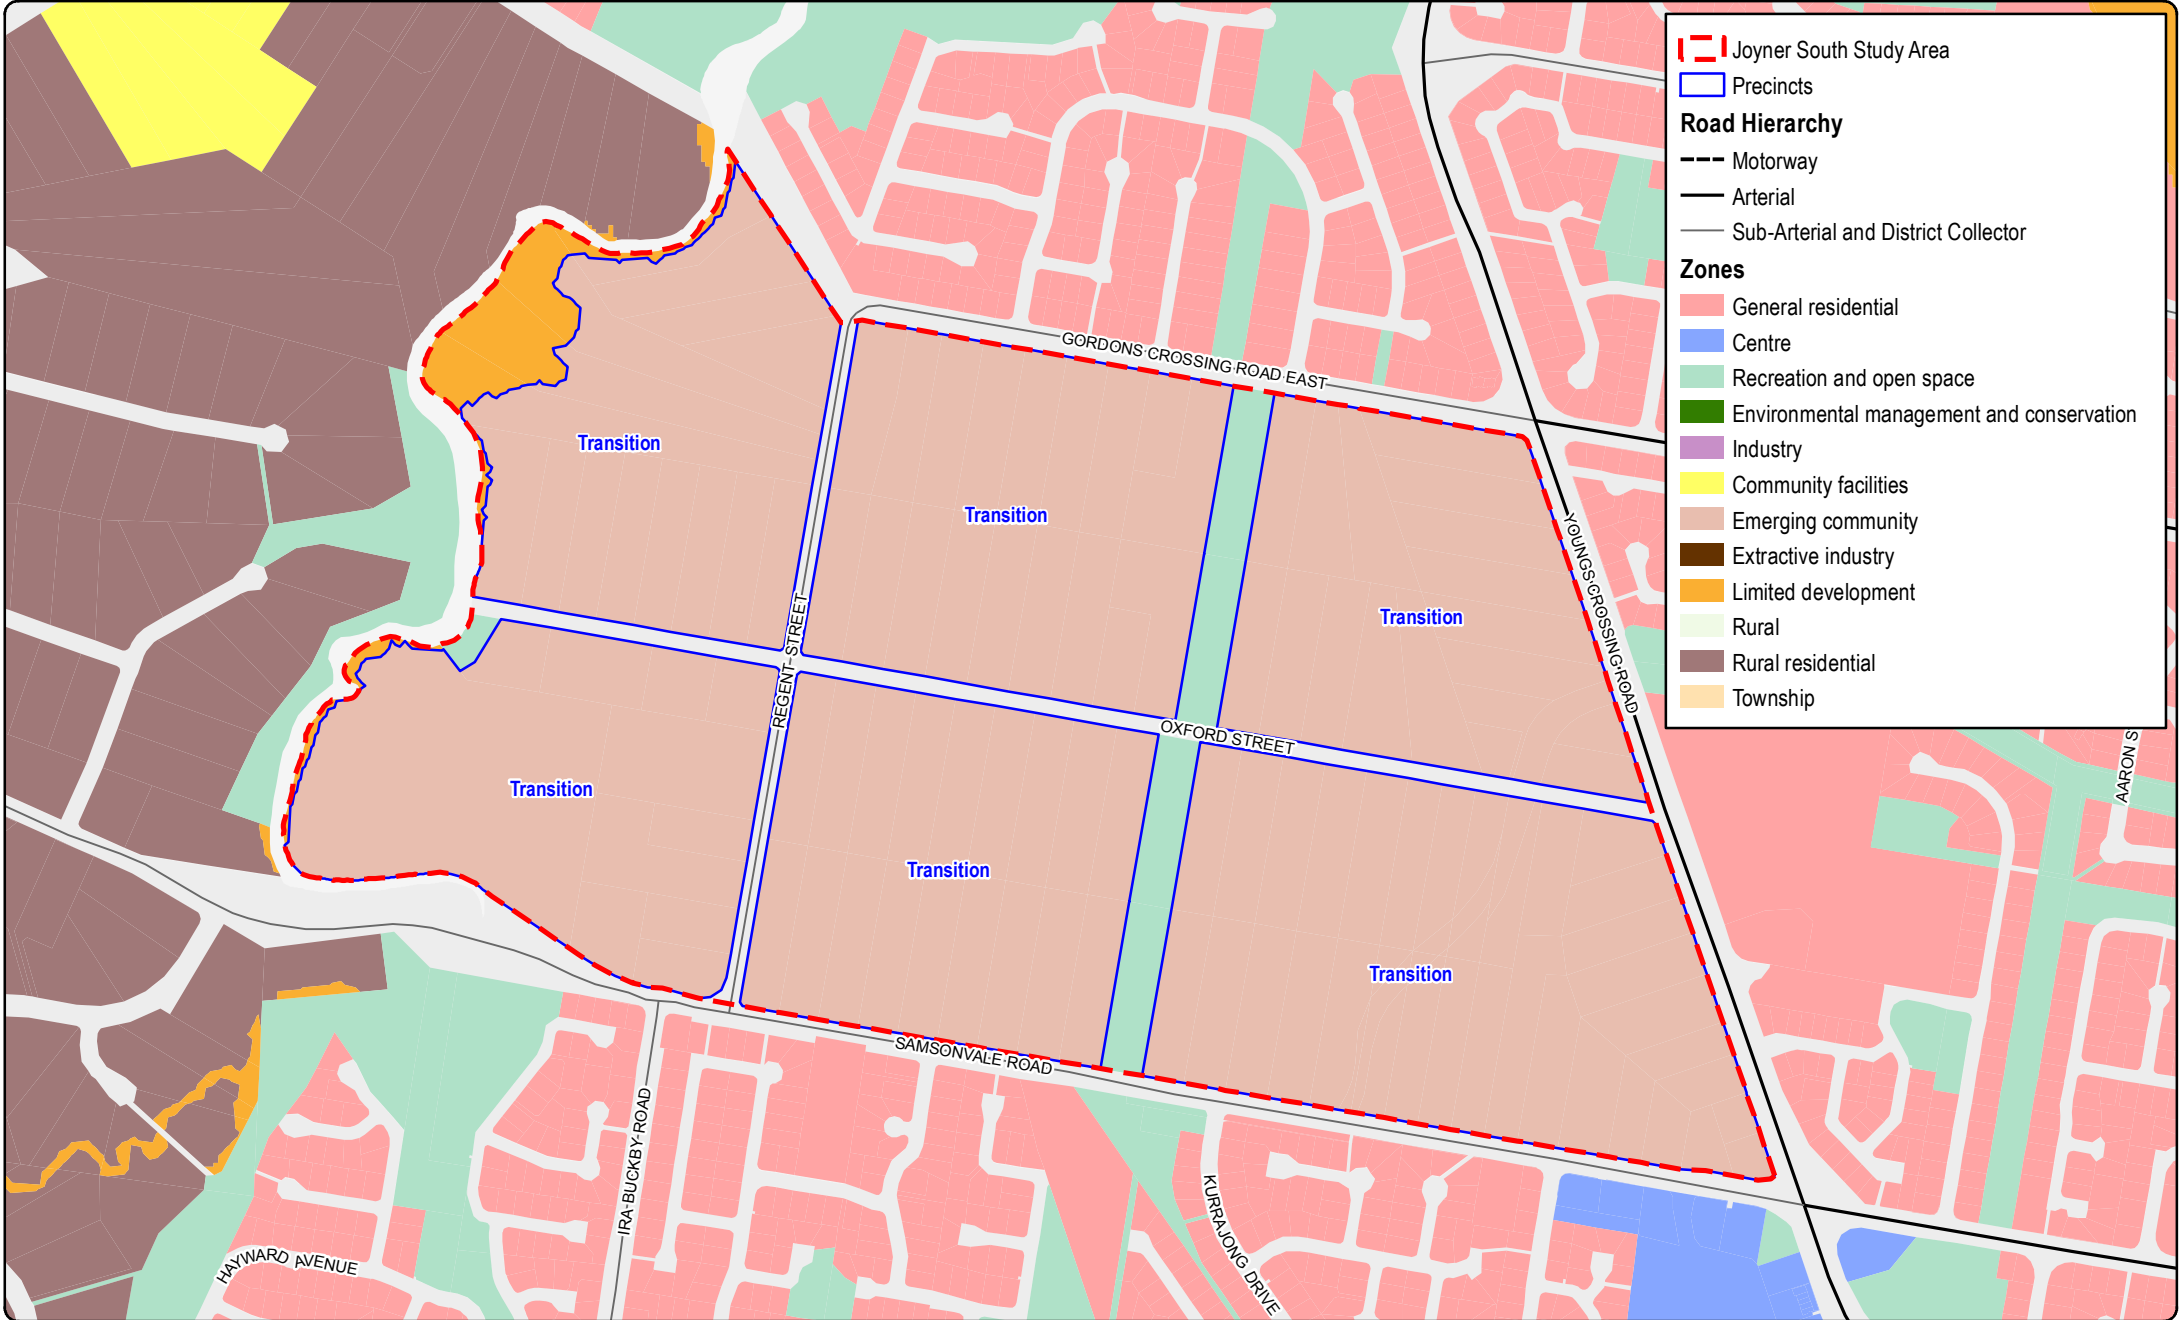 Joyner South Study Area
Precincts
Road Hierarchy
Motorway
Arterial
Sub-Arterial and District Collector
Zones
General residential
Centre
Recreation and open space
Environmental management and conservation
Industry
Community facilities
Emerging community
Extractive industry
Limited development
Rural
Rural residential
Township
GORDONS CROSSING ROAD EAST
Transition
Transition
Transition
YOUNGS CROSSING ROAD
REGENT STREET
OXFORD STREET
AARON S
Transition
Transition
Transition
SAMSONVALE ROAD
IRA BUCKBY ROAD
KURRAJONG DRIVE
HAYWARD AVENUE